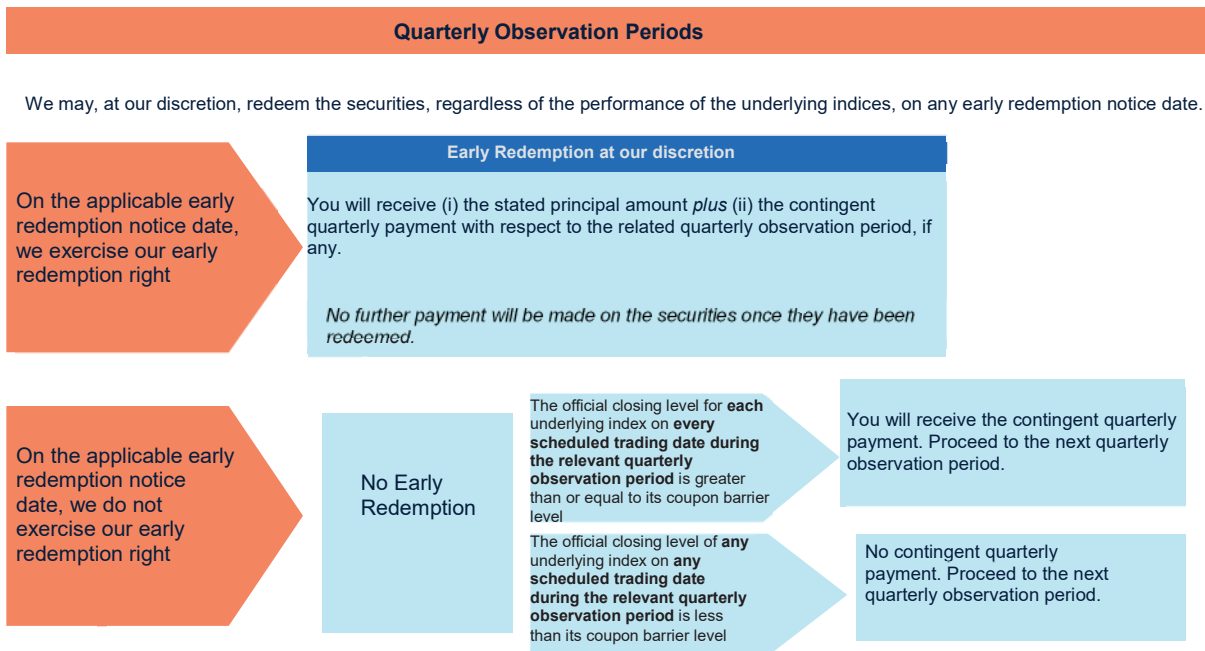 Quarterly Observation Periods
We may, at our discretion, redeem the securities, regardless of the performance of the underlying indices, on any early redemption notice date.
On the applicable early
redemption notice date,
we exercise our early
redemption right
Early Redemption at our discretion
You will receive (i) the stated principal amount plus (ii) the contingent
quarterly payment with respect to the related quarterly observation period, if
any.
No further payment will be made on the securities once they have been
redeemed.
On the applicable early
redemption notice
date, we do not
exercise our early
redemption right
No Early
Redemption
The official closing level for each
underlying index on every
scheduled trading date during
the relevant quarterly
observation period is greater
than or equal to its coupon barrier
level
You will receive the contingent quarterly
payment. Proceed to the next quarterly
observation period.
The official closing level of any
underlying index on any
scheduled trading date
during the relevant quarterly
observation period is less
than its coupon barrier level
No contingent quarterly
payment. Proceed to the next
quarterly observation period.